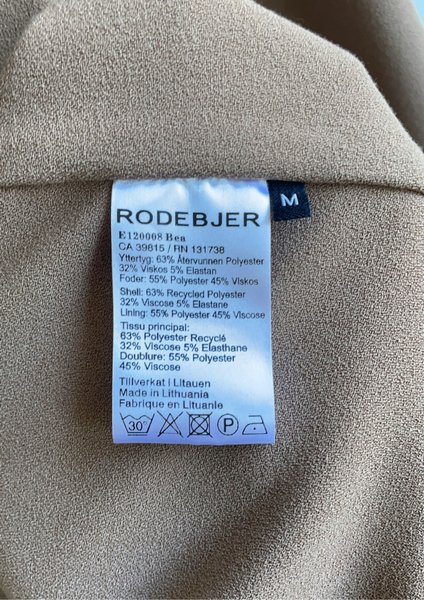 RODEBJER
M
E120008 Bea
CA 39815 / RN 131738
Yttertyg: 63% Återvunnen Polyester
32% Viskos 5% Elastan
Foder: 55% Polyester 45% Viskos
Shell: 63% Recycled Polyester
32% Viscose 5% Elastane
Lining: 55% Polyester 45% Viscose
Tissu principal:
63% Polyester Recyclé
32% Viscose 5% Elasthane
Doublure: 55% Polyester
45% Viscose
Tillverkat i Litauen
Made in Lithuania
Fabrique en Lituanie
30° P